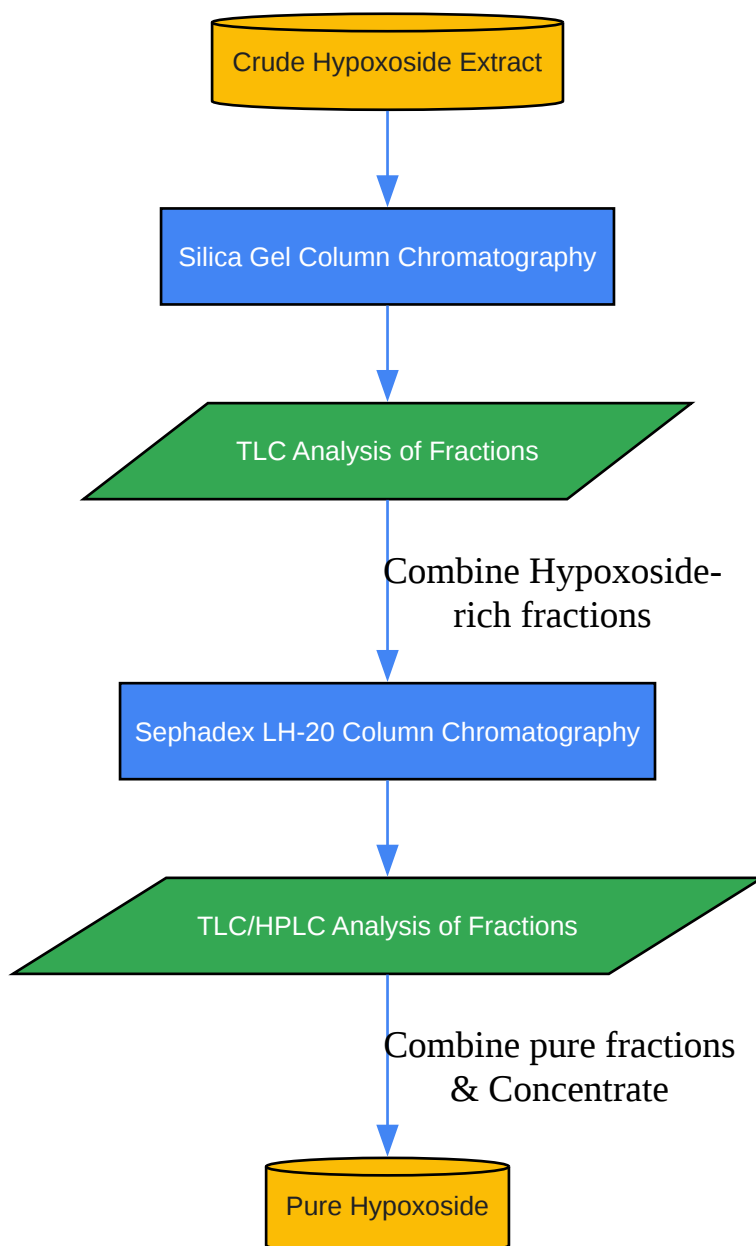 Crude Hypoxoside Extract
Silica Gel Column Chromatography
TLC Analysis of Fractions
Combine Hypoxoside-
rich fractions
Sephadex LH-20 Column Chromatography
TLC/HPLC Analysis of Fractions
Combine pure fractions
& Concentrate
Pure Hypoxoside